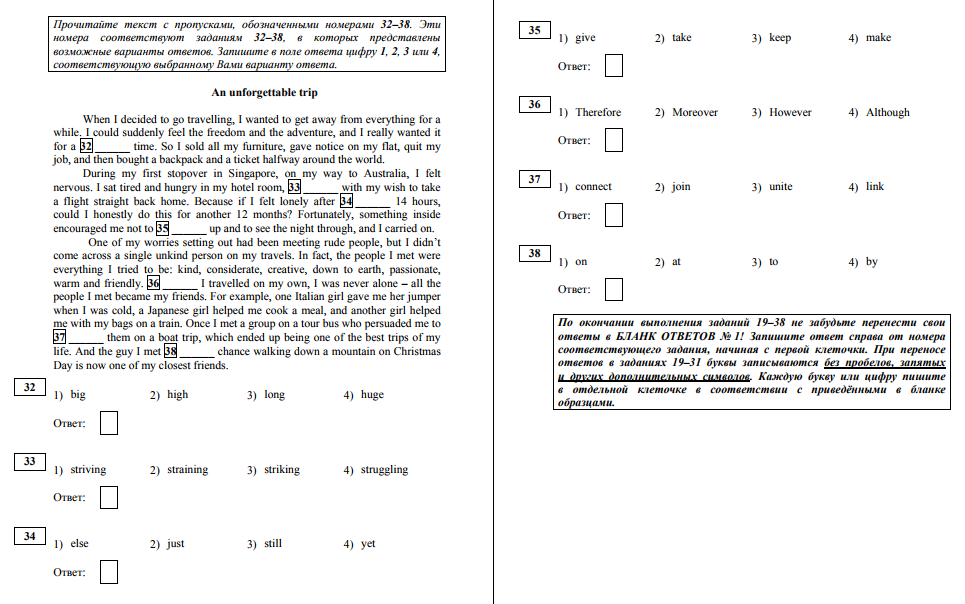 Прочитайте текст с пропусками, обозначенными номерами 32–38. Эти
номера соответствуют заданиям 32–38, в которых представлены
возможные варианты ответов. Запишите в поле ответа цифру 1, 2, 3 или 4,
соответствующую выбранному Вами варианту ответа.
An unforgettable trip
When I decided to go travelling, I wanted to get away from everything for a
while. I could suddenly feel the freedom and the adventure, and I really wanted it
for a 32 ______ time. So I sold all my furniture, gave notice on my flat, quit my
job, and then bought a backpack and a ticket halfway around the world.
During my first stopover in Singapore, on my way to Australia, I felt
nervous. I sat tired and hungry in my hotel room, 33 ______ with my wish to take
a flight straight back home. Because if I felt lonely after 34 ______ 14 hours,
could I honestly do this for another 12 months? Fortunately, something inside
encouraged me not to 35 ______ up and to see the night through, and I carried on.
One of my worries setting out had been meeting rude people, but I didn’t
come across a single unkind person on my travels. In fact, the people I met were
everything I tried to be: kind, considerate, creative, down to earth, passionate,
warm and friendly. 36 ______ I travelled on my own, I was never alone – all the
people I met became my friends. For example, one Italian girl gave me her jumper
when I was cold, a Japanese girl helped me cook a meal, and another girl helped
me with my bags on a train. Once I met a group on a tour bus who persuaded me to
37 ______ them on a boat trip, which ended up being one of the best trips of my
life. And the guy I met 38 ______ chance walking down a mountain on Christmas
Day is now one of my closest friends.
32
1) big 2) high 3) long 4) huge
Ответ:
33
1) striving 2) straining 3) striking 4) struggling
Ответ:
34
1) else 2) just 3) still 4) yet
Ответ:
35
1) give 2) take 3) keep 4) make
Ответ:
36
1) Therefore 2) Moreover 3) However 4) Although
Ответ:
37
1) connect 2) join 3) unite 4) link
Ответ:
38
1) on 2) at 3) to 4) by
Ответ:
По окончании выполнения заданий 19–38 не забудьте перенести свои
ответы в БЛАНК ОТВЕТОВ № 1! Запишите ответ справа от номера
соответствующего задания, начиная с первой клеточки. При переносе
ответов в заданиях 19–31 буквы записываются без пробелов, запятых
и других дополнительных символов. Каждую букву или цифру пишите
в отдельной клеточке в соответствии с приведёнными в бланке
образцами.